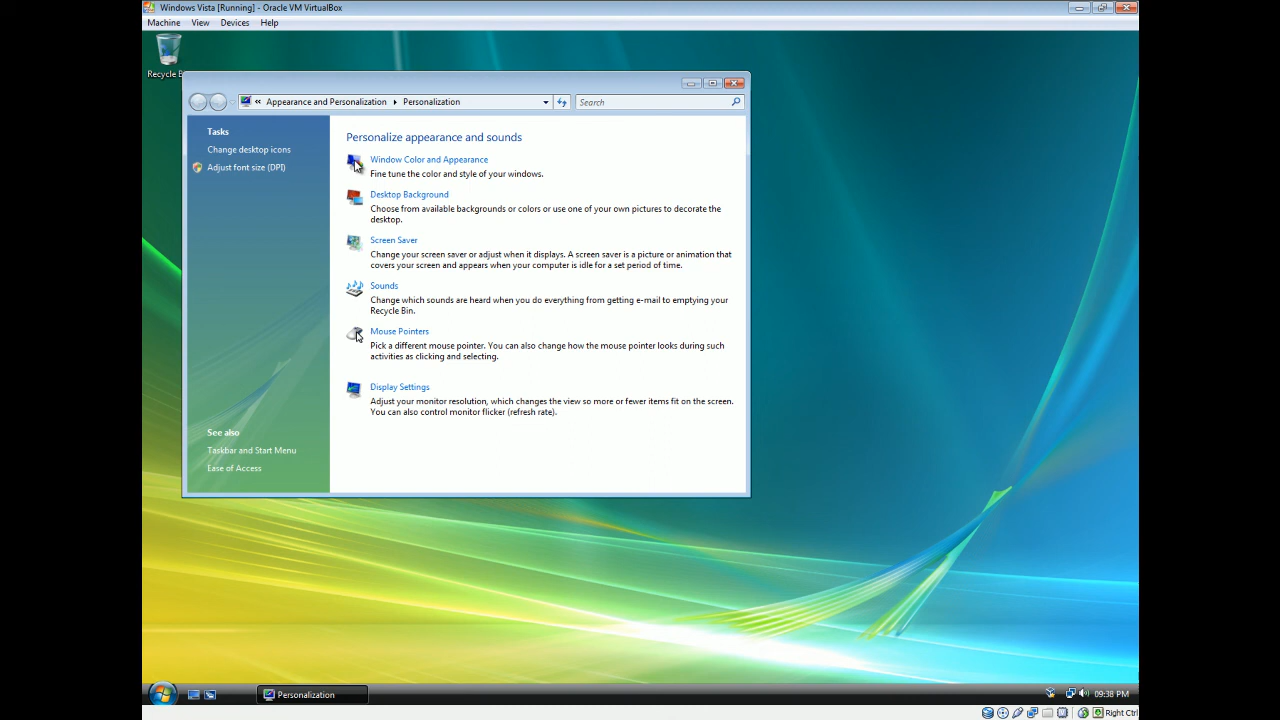 Windows Vista [Running] - Oracle VM VirtualBox
Machine View Devices Help
Recycle B
« Appearance and Personalization Personalization
Search
Tasks
Change desktop icons
Adjust font size (DPI)
See also
Taskbar and Start Menu
Ease of Access
Personalize appearance and sounds
Window Color and Appearance
Fine tune the color and style of your windows.
Desktop Background
Choose from available backgrounds or colors or use one of your own pictures to decorate the
desktop.
Screen Saver
Change your screen saver or adjust when it displays. A screen saver is a picture or animation that
covers your screen and appears when your computer is idle for a set period of time.
Sounds
Change which sounds are heard when you do everything from getting e-mail to emptying your
Recycle Bin.
Mouse Pointers
Pick a different mouse pointer. You can also change how the mouse pointer looks during such
activities as clicking and selecting.
Display Settings
Adjust your monitor resolution, which changes the view so more or fewer items fit on the screen.
You can also control monitor flicker (refresh rate).
Personalization
09:38 PM
Right Ctrl